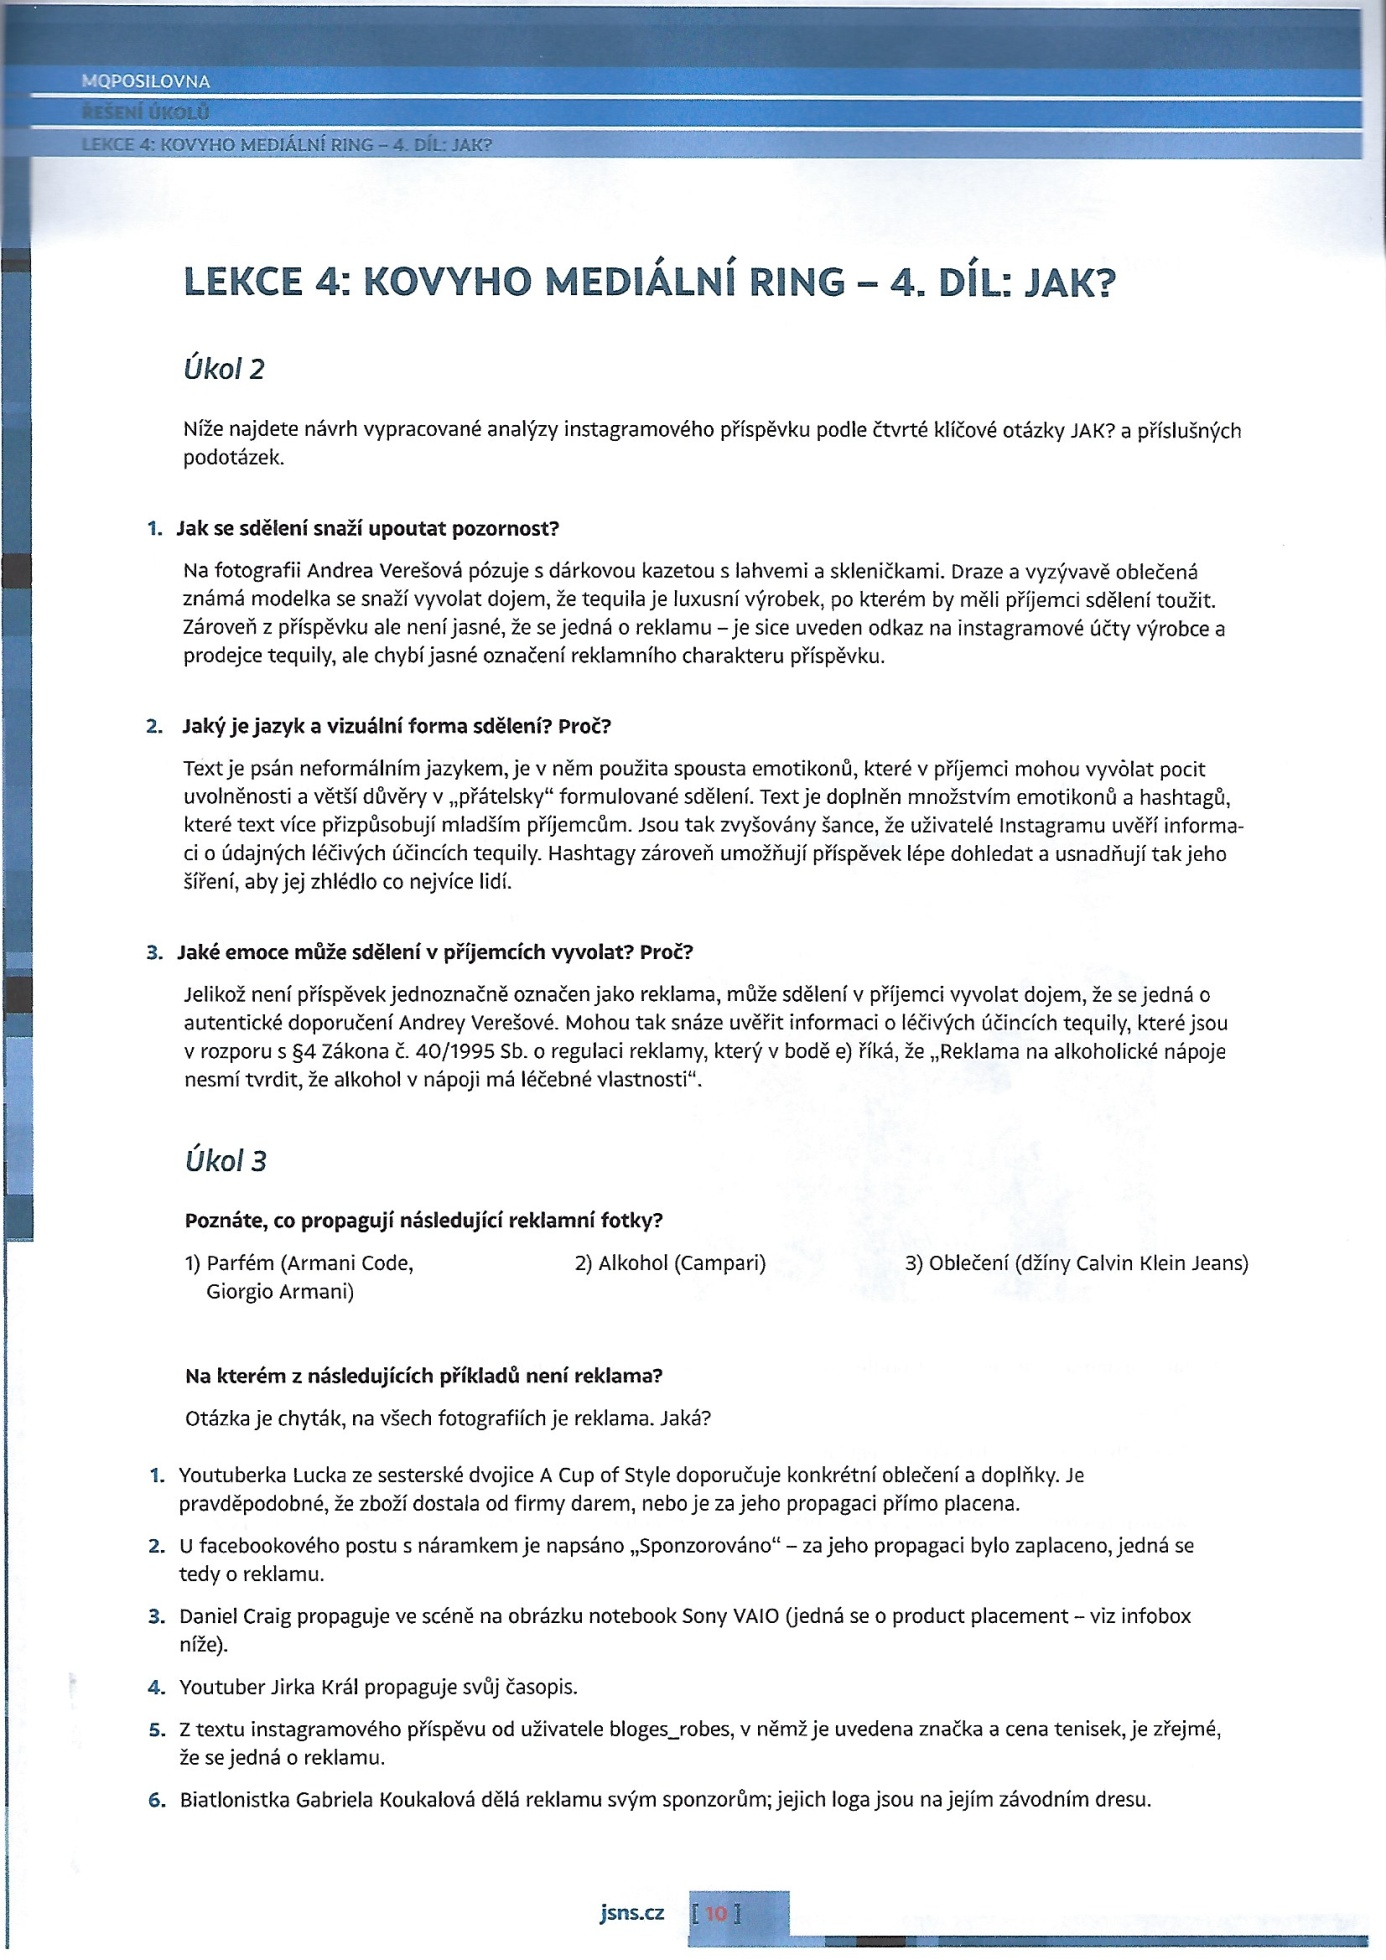 MQPOSILOVNA
ŘEŠENÍ ÚKOLŮ
LEKCE 4: KOVYHO MEDIÁLNÍ RING – 4. DÍL: JAK?
LEKCE 4: KOVYHO MEDIÁLNÍ RING – 4. DÍL: JAK?
Úkol 2
Níže najdete návrh vypracované analýzy instagramového příspěvku podle čtvrté klíčové otázky JAK? a příslušných
podotázek.
1. Jak se sdělení snaží upoutat pozornost?
Na fotografii Andrea Verešová pózuje s dárkovou kazetou s lahvemi a skleničkami. Draze a vyzývavě oblečená
známá modelka se snaží vyvolat dojem, že tequila je luxusní výrobek, po kterém by měli příjemci sdělení toužit.
Zároveň z příspěvku ale není jasné, že se jedná o reklamu – je sice uveden odkaz na instagramové účty výrobce a
prodejce tequily, ale chybí jasné označení reklamního charakteru příspěvku.
2. Jaký je jazyk a vizuální forma sdělení? Proč?
Text je psán neformálním jazykem, je v něm použita spousta emotikonů, které v příjemci mohou vyvolat pocit
uvolněnosti a větší důvěry v „přátelsky“ formulované sdělení. Text je doplněn množstvím emotikonů a hashtagů,
které text více přizpůsobují mladším příjemcům. Jsou tak zvyšovány šance, že uživatelé Instagramu uvěří informa-
ci o údajných léčivých účincích tequily. Hashtagy zároveň umožňují příspěvek lépe dohledat a usnadňují tak jeho
šíření, aby jej zhlédlo co nejvíce lidí.
3. Jaké emoce může sdělení v příjemcích vyvolat? Proč?
Jelikož není příspěvek jednoznačně označen jako reklama, může sdělení v příjemci vyvolat dojem, že se jedná o
autentické doporučení Andrey Verešové. Mohou tak snáze uvěřit informaci o léčivých účincích tequily, které jsou
v rozporu s §4 Zákona č. 40/1995 Sb. o regulaci reklamy, který v bodě e) říká, že „Reklama na alkoholické nápoje
nesmí tvrdit, že alkohol v nápoji má léčebné vlastnosti“.
Úkol 3
Poznáte, co propagují následující reklamní fotky?
1) Parfém (Armani Code, 2) Alkohol (Campari) 3) Oblečení (džíny Calvin Klein Jeans)
Giorgio Armani)
Na kterém z následujících příkladů není reklama?
Otázka je chyták, na všech fotografiích je reklama. Jaká?
1. Youtuberka Lucka ze sesterské dvojice A Cup of Style doporučuje konkrétní oblečení a doplňky. Je
pravděpodobné, že zboží dostala od firmy darem, nebo je za jeho propagaci přímo placena.
2. U facebookového postu s náramkem je napsáno „Sponzorováno“ – za jeho propagaci bylo zaplaceno, jedná se
tedy o reklamu.
3. Daniel Craig propaguje ve scéně na obrázku notebook Sony VAIO (jedná se o product placement – viz infobox
níže).
4. Youtuber Jirka Král propaguje svůj časopis.
5. Z textu instagramového příspěvu od uživatele bloges_robes, v němž je uvedena značka a cena tenisek, je zřejmé,
že se jedná o reklamu.
6. Biatlonistka Gabriela Koukalová dělá reklamu svým sponzorům; jejich loga jsou na jejím závodním dresu.
jsns.cz [ 10 ]